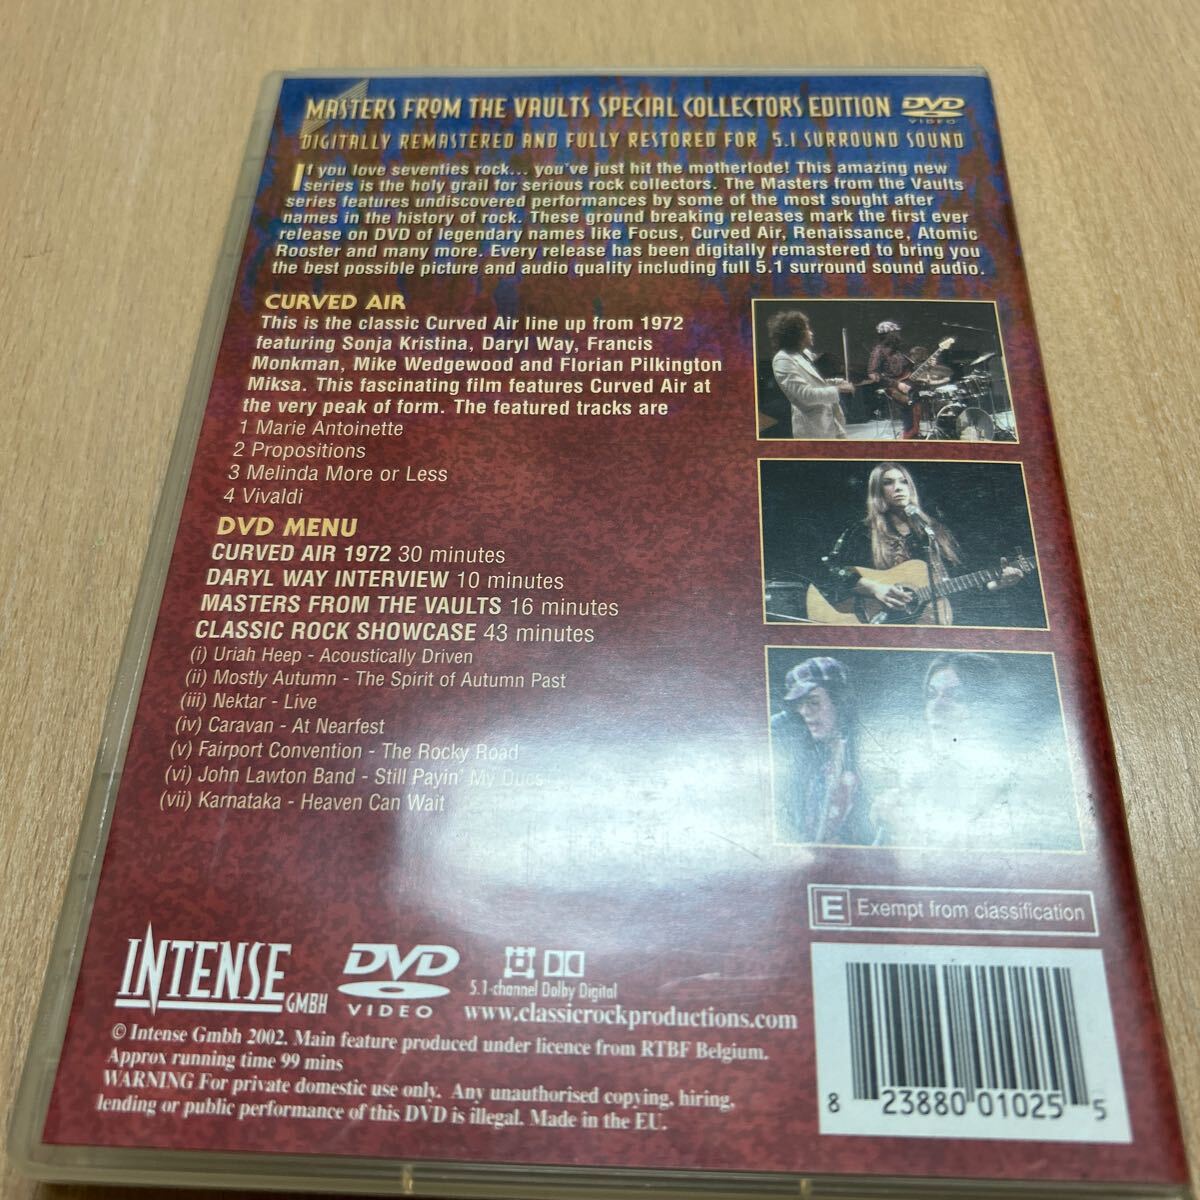 MASTERS FROM THE VAULTS SPECIAL COLLECTORS EDITION DVD VIDEO
DIGITALLY REMASTERED AND FULLY RESTORED FOR 5.1 SURROUND SOUND
If you love seventies rock... you've just hit the motherlode! This amazing new
series is the holy grail for serious rock collectors. The Masters from the Vaults
series features undiscovered performances by some of the most sought after
names in the history of rock. These ground breaking releases mark the first ever
release on DVD of legendary names like Focus, Curved Air, Renaissance, Atomic
Rooster and many more. Every release has been digitally remastered to bring you
the best possible picture and audio quality including full 5.1 surround sound audio.
CURVED AIR
This is the classic Curved Air line up from 1972
featuring Sonja Kristina, Daryl Way, Francis
Monkman, Mike Wedgewood and Florian Pilkington
Miksa. This fascinating film features Curved Air at
the very peak of form. The featured tracks are
1 Marie Antoinette
2 Propositions
3 Melinda More or Less
4 Vivaldi
DVD MENU
CURVED AIR 1972 30 minutes
DARYL WAY INTERVIEW 10 minutes
MASTERS FROM THE VAULTS 16 minutes
CLASSIC ROCK SHOWCASE 43 minutes
(i) Uriah Heep - Acoustically Driven
(ii) Mostly Autumn - The Spirit of Autumn Past
(iii) Nektar - Live
(iv) Caravan - At Nearfest
(v) Fairport Convention - The Rocky Road
(vi) John Lawton Band - Still Payin' My Dues
(vii) Karnataka - Heaven Can Wait
E Exempt from classification
INTENSE GMBH
DVD VIDEO
5.1-channel Dolby Digital
www.classicrockproductions.com
© Intense Gmbh 2002. Main feature produced under licence from RTBF Belgium.
Approx running time 99 mins
WARNING For private domestic use only. Any unauthorised copying, hiring,
lending or public performance of this DVD is illegal. Made in the EU.
8 23880 01025 5